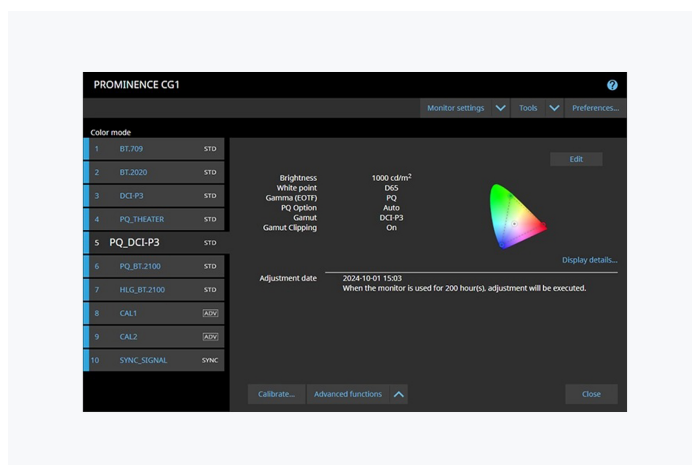 PROMINENCE CG1
?
Monitor settings Tools Preferences...
Color mode
1 BT.709 STD
2 BT.2020 STD
3 DCI-P3 STD
4 PQ_THEATER STD
5 PQ_DCI-P3 STD
6 PQ_BT.2100 STD
7 HLG_BT.2100 STD
8 CAL1 ADV
9 CAL2 ADV
10 SYNC_SIGNAL SYNC
Edit
Brightness 1000 cd/m2
White point D65
Gamma (EOTF) PQ
PQ Option Auto
Gamut DCI-P3
Gamut Clipping On
Display details...
Adjustment date 2024-10-01 15:03
When the monitor is used for 200 hour(s), adjustment will be executed.
Calibrate... Advanced functions Close